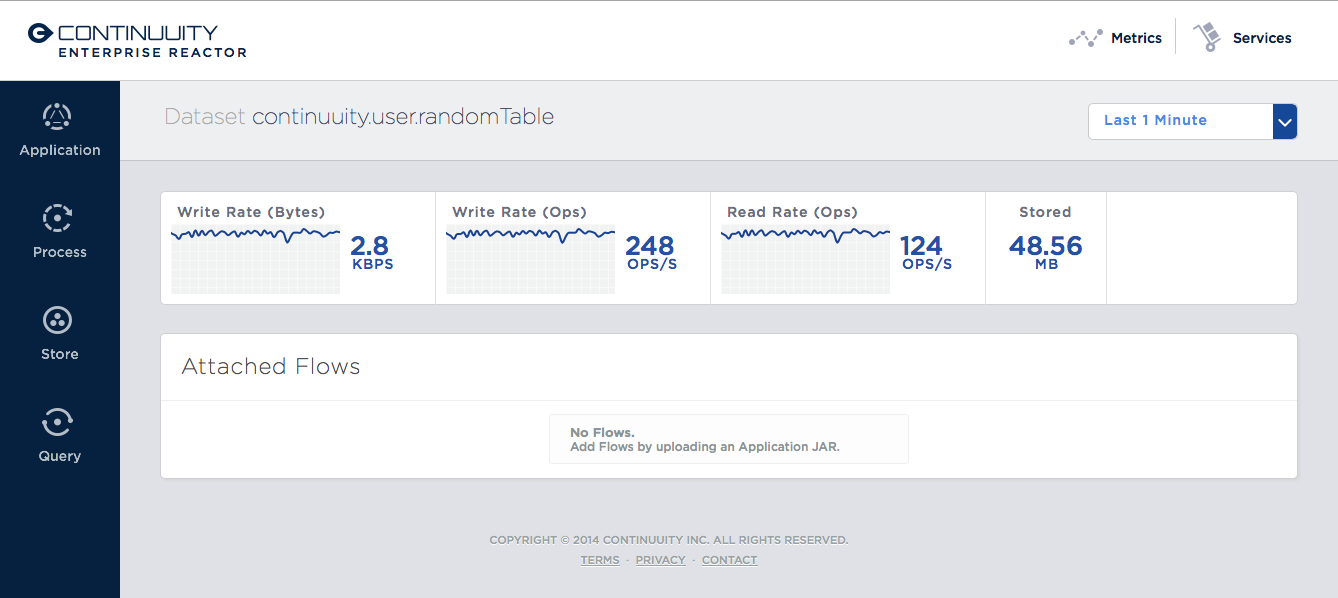 CONTINUUITY
ENTERPRISE REACTOR
Metrics
Services
Application
Process
Store
Query
Dataset continuuity.user.randomTable
Last 1 Minute
Write Rate (Bytes)
2.8
KBPS
Write Rate (Ops)
248
OPS/S
Read Rate (Ops)
124
OPS/S
Stored
48.56
MB
Attached Flows
No Flows.
Add Flows by uploading an Application JAR.
COPYRIGHT © 2014 CONTINUUITY INC. ALL RIGHTS RESERVED.
TERMS · PRIVACY · CONTACT